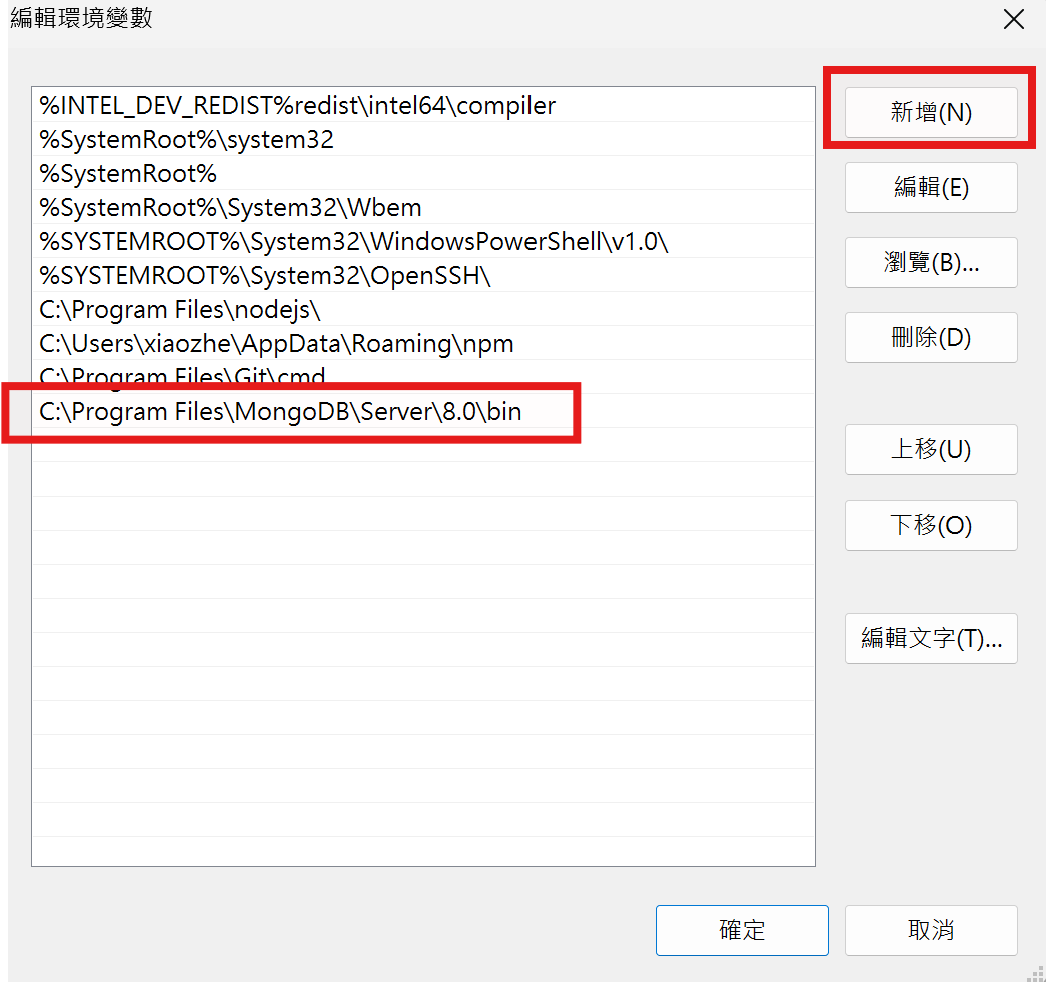 編輯環境變數
%INTEL_DEV_REDIST%redist\intel64\compiler
%SystemRoot%\system32
%SystemRoot%
%SystemRoot%\System32\Wbem
%SYSTEMROOT%\System32\WindowsPowerShell\v1.0\
%SYSTEMROOT%\System32\OpenSSH\
C:\Program Files\nodejs\
C:\Users\xiaozhe\AppData\Roaming\npm
C:\Program Files\Git\cmd
C:\Program Files\MongoDB\Server\8.0\bin
新增(N)
編輯(E)
瀏覽(B)...
刪除(D)
上移(U)
下移(O)
編輯文字(T)...
確定
取消